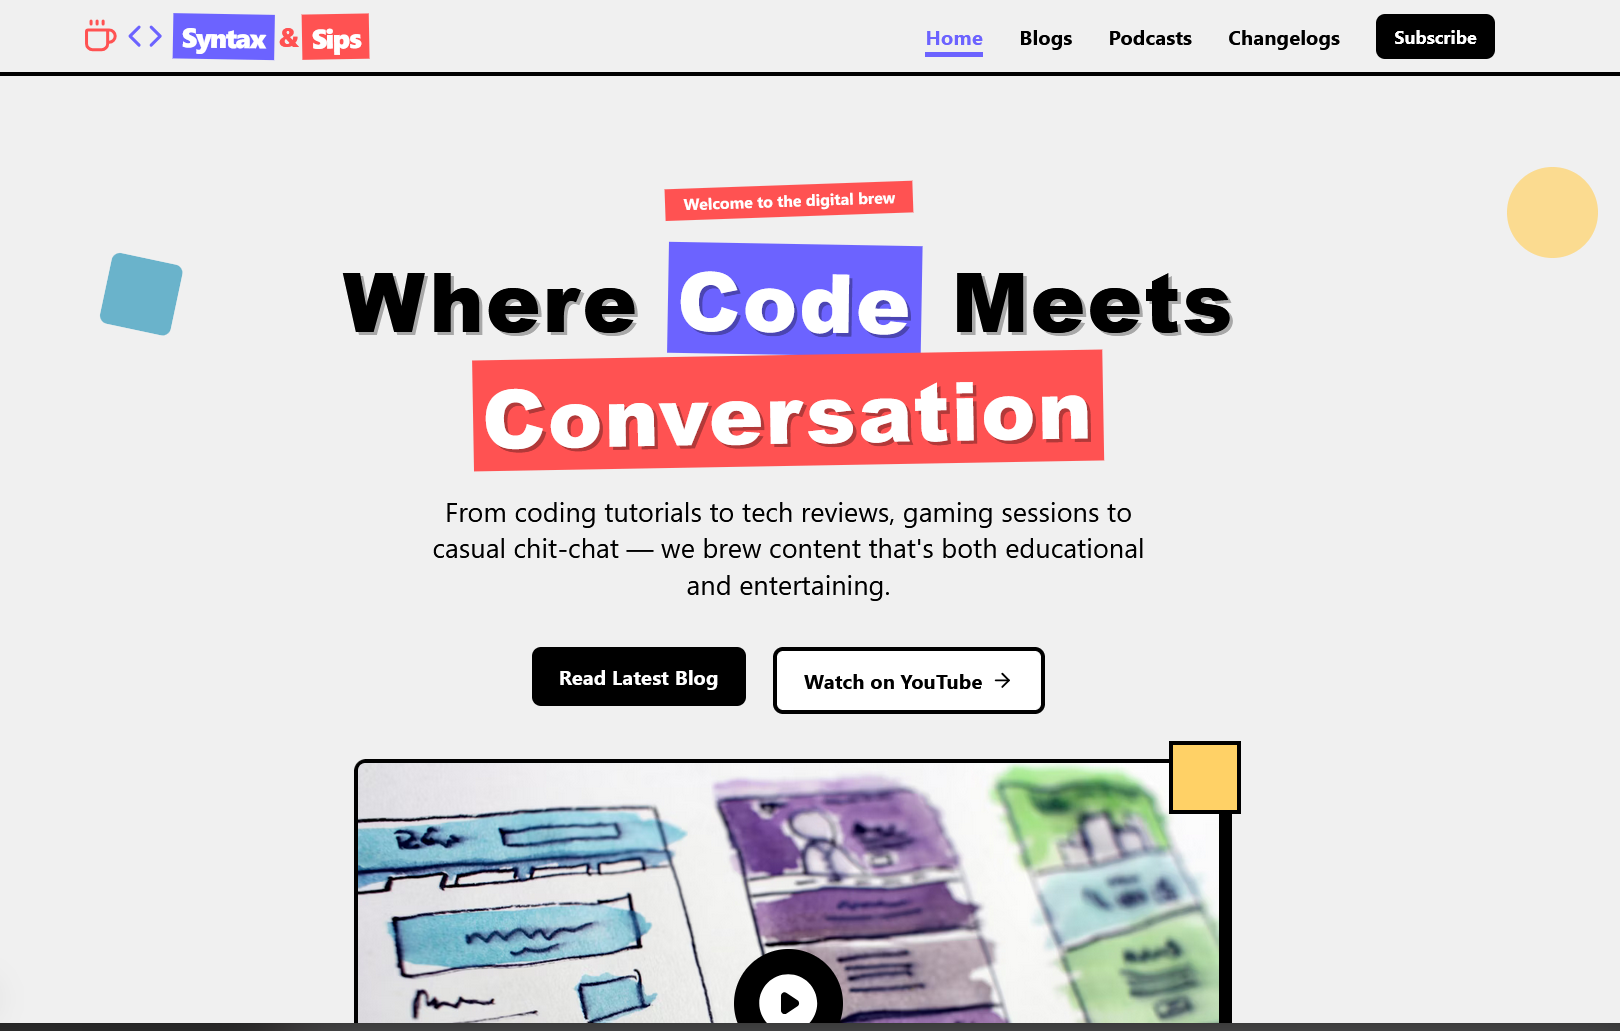 Syntax & Sips
Home Blogs Podcasts Changelogs Subscribe
Welcome to the digital brew
Where Code Meets
Conversation
From coding tutorials to tech reviews, gaming sessions to
casual chit-chat — we brew content that's both educational
and entertaining.
Read Latest Blog Watch on YouTube